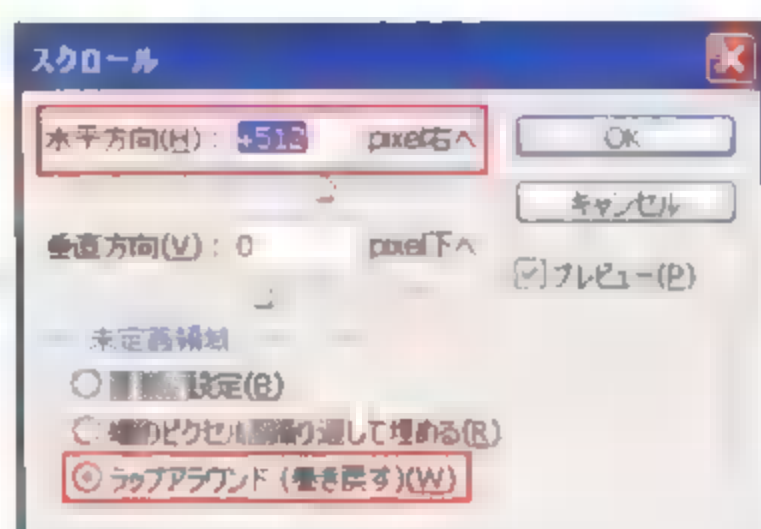 スクロール
水平方向(H): +512 pixel右へ
OK
キャンセル
垂直方向(V): 0 pixel下へ
プレビュー(P)
未定義領域
設定(B)
ピクセル 繰り返して埋める(R)
ラップアラウンド (巻き戻す)(W)